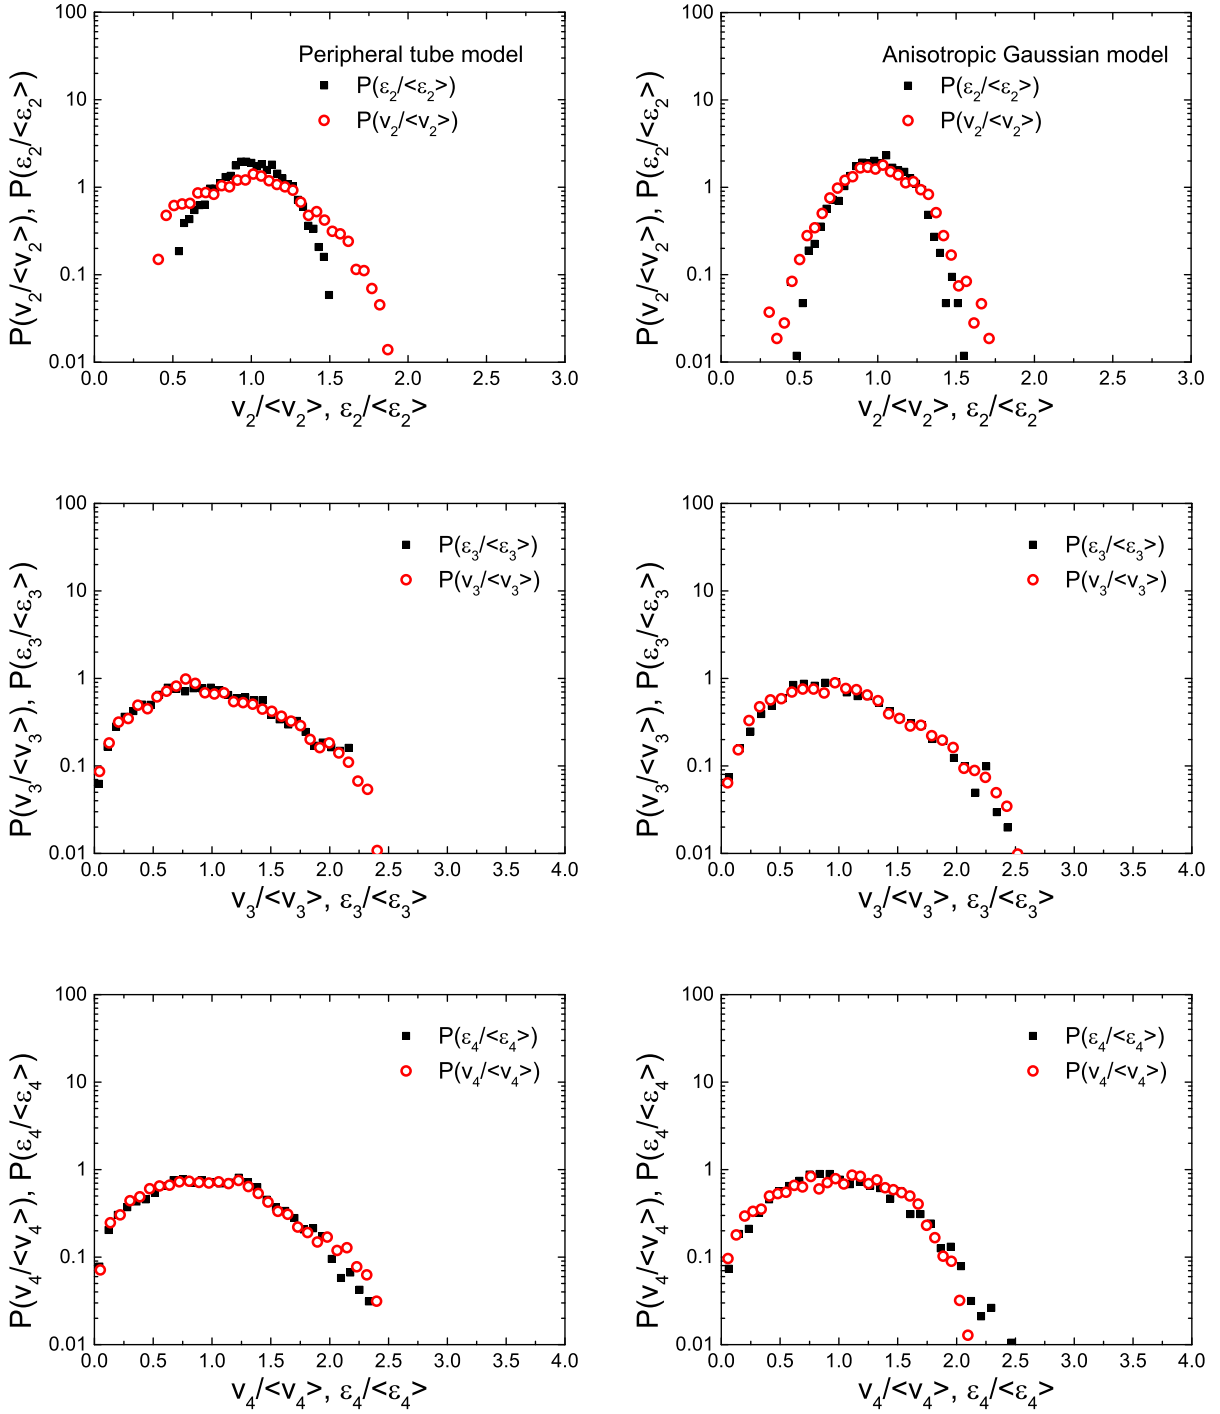 Peripheral tube model
P(ε₂/<ε₂>)
P(v₂/<v₂>)
100
10
1
0.1
0.01
0.0 0.5 1.0 1.5 2.0 2.5 3.0
P(v₂/<v₂>), P(ε₂/<ε₂>)
v₂/<v₂>, ε₂/<ε₂>
Anisotropic Gaussian model
P(ε₂/<ε₂>)
P(v₂/<v₂>)
100
10
1
0.1
0.01
0.0 0.5 1.0 1.5 2.0 2.5 3.0
P(v₂/<v₂>), P(ε₂/<ε₂>)
v₂/<v₂>, ε₂/<ε₂>
P(ε₃/<ε₃>)
P(v₃/<v₃>)
100
10
1
0.1
0.01
0.0 0.5 1.0 1.5 2.0 2.5 3.0 3.5 4.0
P(v₃/<v₃>), P(ε₃/<ε₃>)
v₃/<v₃>, ε₃/<ε₃>
P(ε₃/<ε₃>)
P(v₃/<v₃>)
100
10
1
0.1
0.01
0.0 0.5 1.0 1.5 2.0 2.5 3.0 3.5 4.0
P(v₃/<v₃>), P(ε₃/<ε₃>)
v₃/<v₃>, ε₃/<ε₃>
P(ε₄/<ε₄>)
P(v₄/<v₄>)
100
10
1
0.1
0.01
0.0 0.5 1.0 1.5 2.0 2.5 3.0 3.5 4.0
P(v₄/<v₄>), P(ε₄/<ε₄>)
v₄/<v₄>, ε₄/<ε₄>
P(ε₄/<ε₄>)
P(v₄/<v₄>)
100
10
1
0.1
0.01
0.0 0.5 1.0 1.5 2.0 2.5 3.0 3.5 4.0
P(v₄/<v₄>), P(ε₄/<ε₄>)
v₄/<v₄>, ε₄/<ε₄>